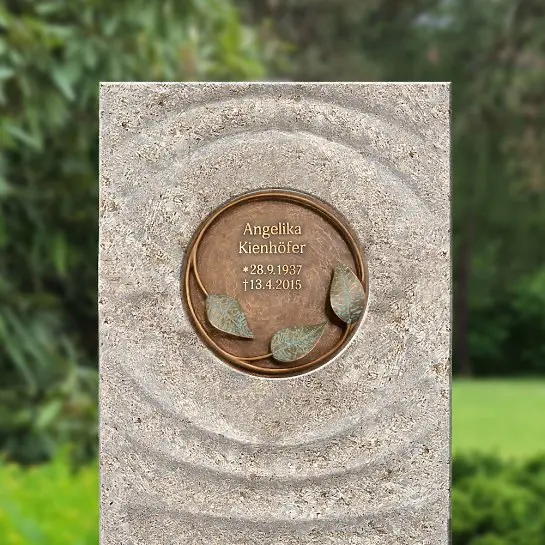 Angelika
Kienhöfer
*28.9.1937
†13.4.2015